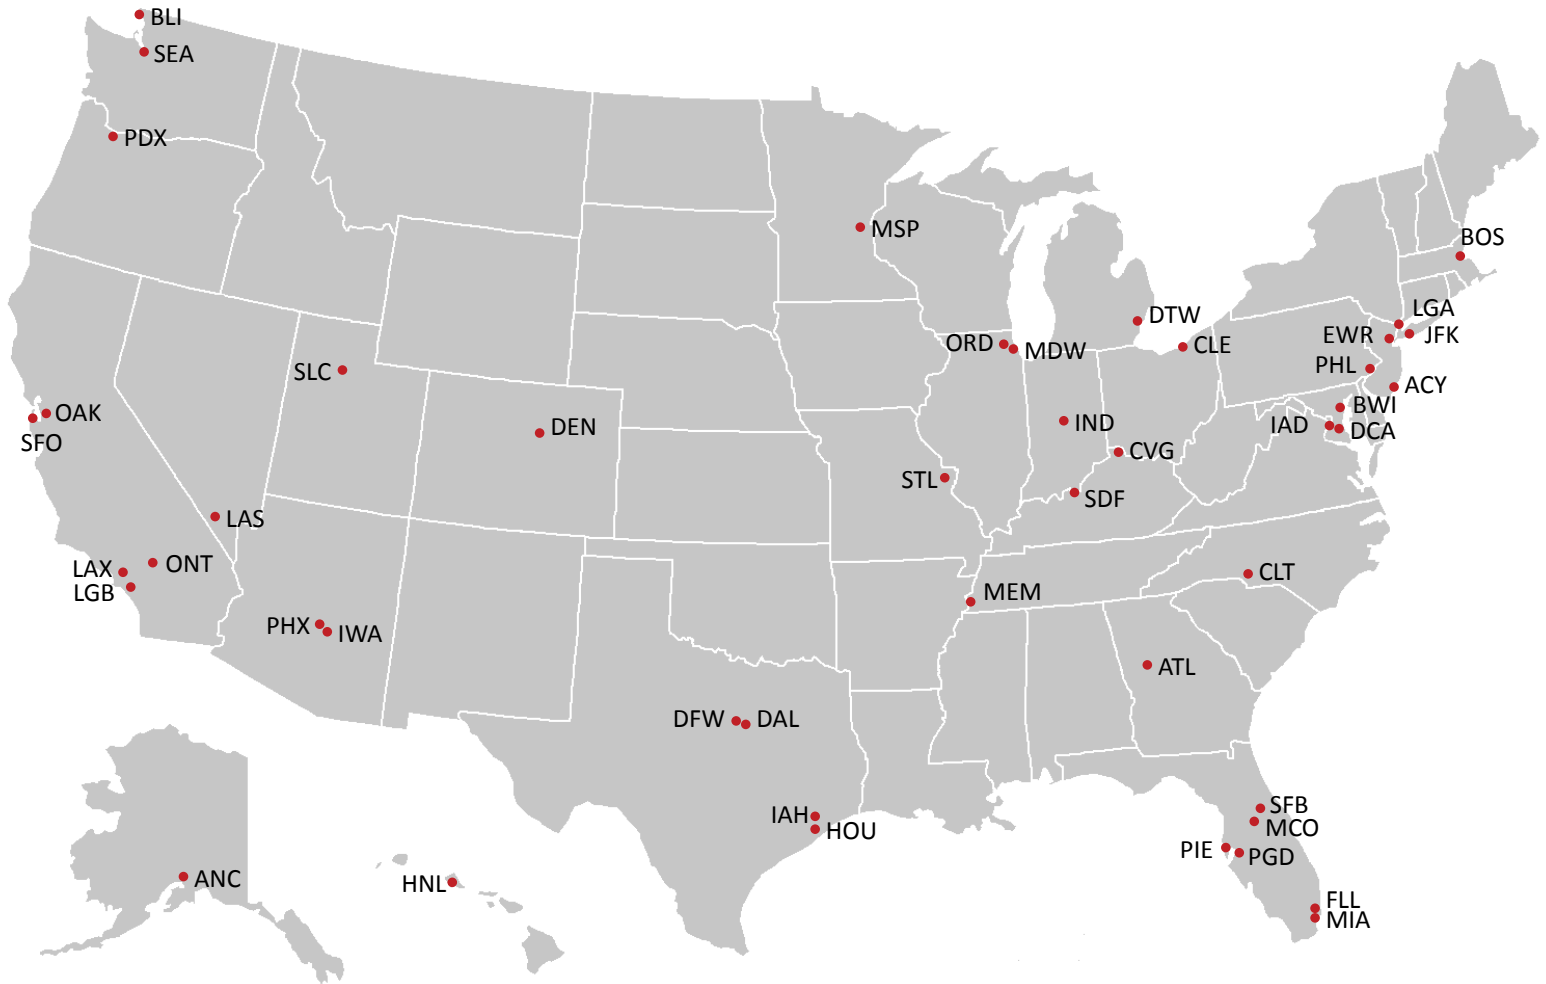 BLI
SEA
PDX
MSP
BOS
LGA
DTW
EWR
JFK
ORD
MDW
CLE
PHL
SLC
ACY
BWI
OAK
IND
IAD
DCA
SFO
DEN
CVG
STL
SDF
LAS
ONT
LAX
CLT
LGB
MEM
PHX
IWA
ATL
DFW
DAL
SFB
IAH
HOU
MCO
PIE
PGD
ANC
HNL
FLL
MIA